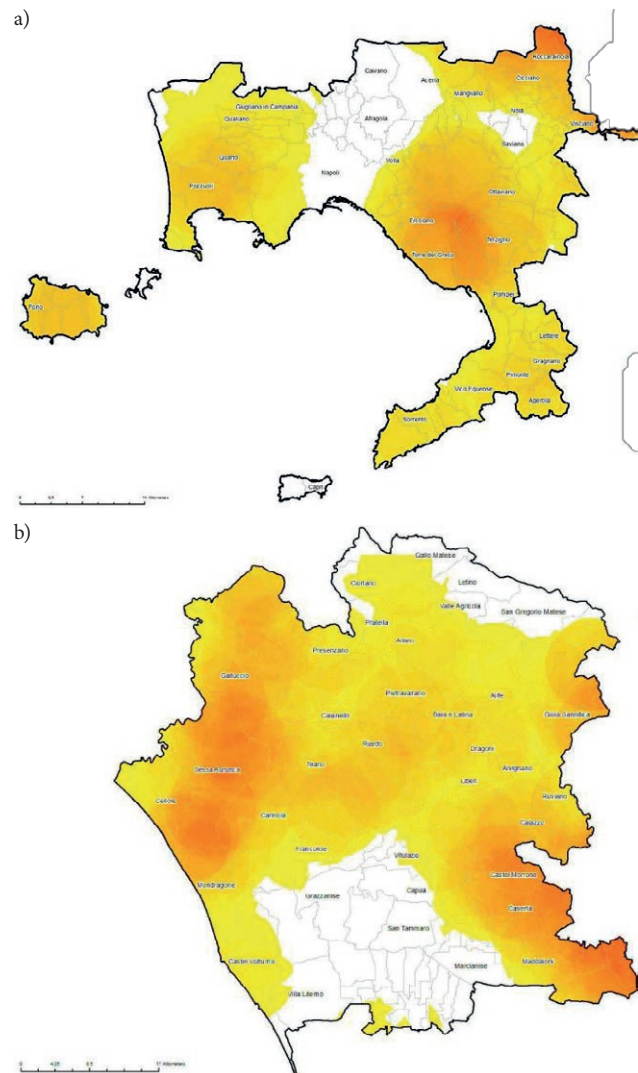 a)
Roccarainola
Caivano
Cicciano
Acerra
Marigliano
Giugliano in Campania
Nola
Qualiano
Afragola
Visciano
Saviano
Quarto
Volla
Napoli
Pozzuoli
Ottaviano
Ercolano
Terzigno
Torre del Greco
Pompei
Forio
Lettere
Gragnano
Pimonte
Vico Equense
Agerola
Sorrento
Capri
b)
Gallo Matese
Ciorlano
Letino
Valle Agricola
San Gregorio Matese
Pratella
Ailano
Presenzano
Galluccio
Pietravairano
Alife
Caianello
Baia e Latina
Gioia Sannitica
Riardo
Dragoni
Teano
Sessa Aurunca
Alvignano
Liberi
Cellole
Ruviano
Carinola
Caiazzo
Francolise
Vitulazio
Castel Morrone
Mondragone
Capua
Grazzanise
Caserta
San Tammaro
Castel Volturno
Maddaloni
Marcianise
Villa Literno